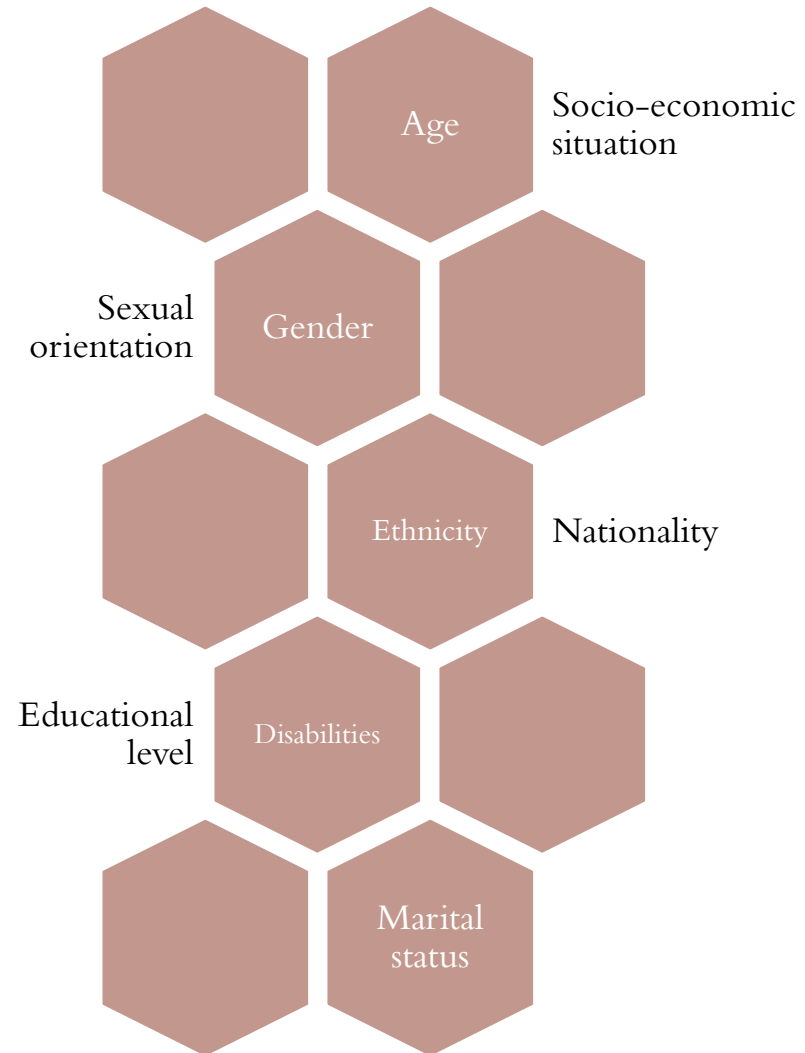 Age
Socio-economic
situation
Sexual
orientation
Gender
Ethnicity
Nationality
Educational
level
Disabilities
Marital
status